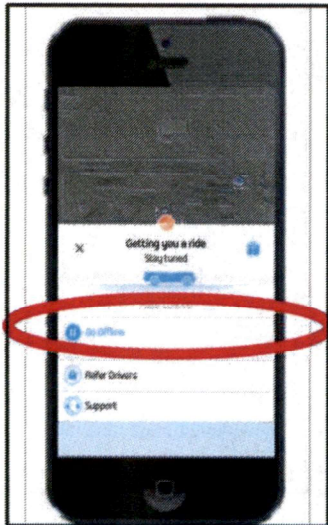 Getting you a ride
Stay tuned
Go Offline
Refer Drivers
Support